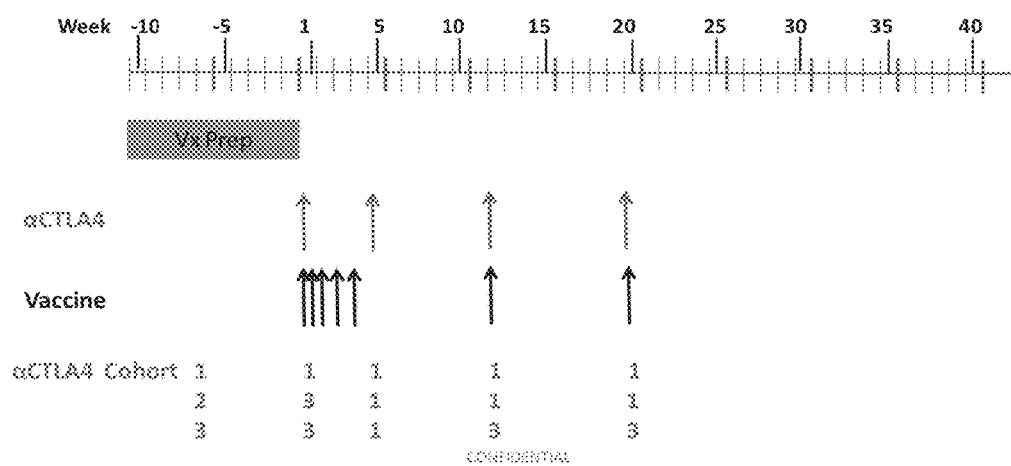 Week -10 -5 1 5 10 15 20 25 30 35 40
Vx Prep
αCTLA4
Vaccine
αCTLA4 Cohort 1 1 1 1 1
2 3 1 1 1
3 3 1 3 3
CONFIDENTIAL